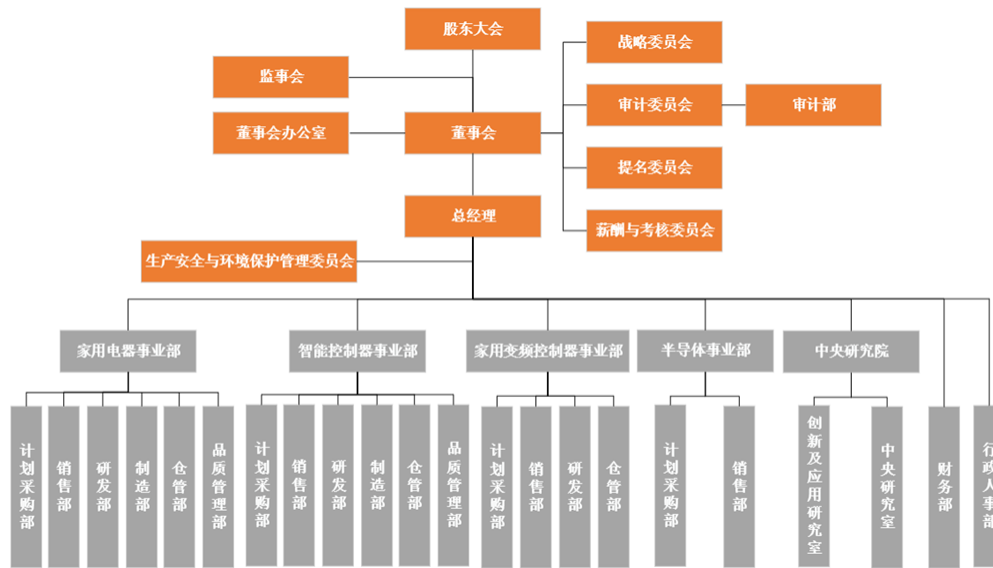 股东大会
战略委员会
监事会
审计委员会
审计部
董事会办公室
董事会
提名委员会
总经理
薪酬与考核委员会
生产安全与环境保护管理委员会
家用电器事业部
智能控制器事业部
家用变频控制器事业部
半导体事业部
中央研究院
计划采购部
销售部
研发部
制造部
仓管部
品质管理部
计划采购部
销售部
研发部
制造部
仓管部
品质管理部
计划采购部
销售部
研发部
仓管部
计划采购部
销售部
创新及应用研究室
中央研究室
财务部
行政人事部